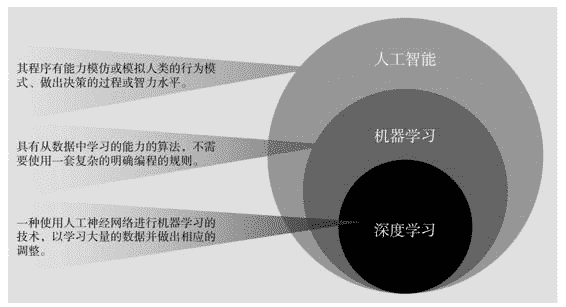 人工智能
其程序有能力模仿或模拟人类的行为模
式、做出决策的过程或智力水平。
机器学习
具有从数据中学习的能力的算法，不需
要使用一套复杂的明确编程的规则。
一种使用人工神经网络进行机器学习的
技术，以学习大量的数据并做出相应的
调整。
深度学习